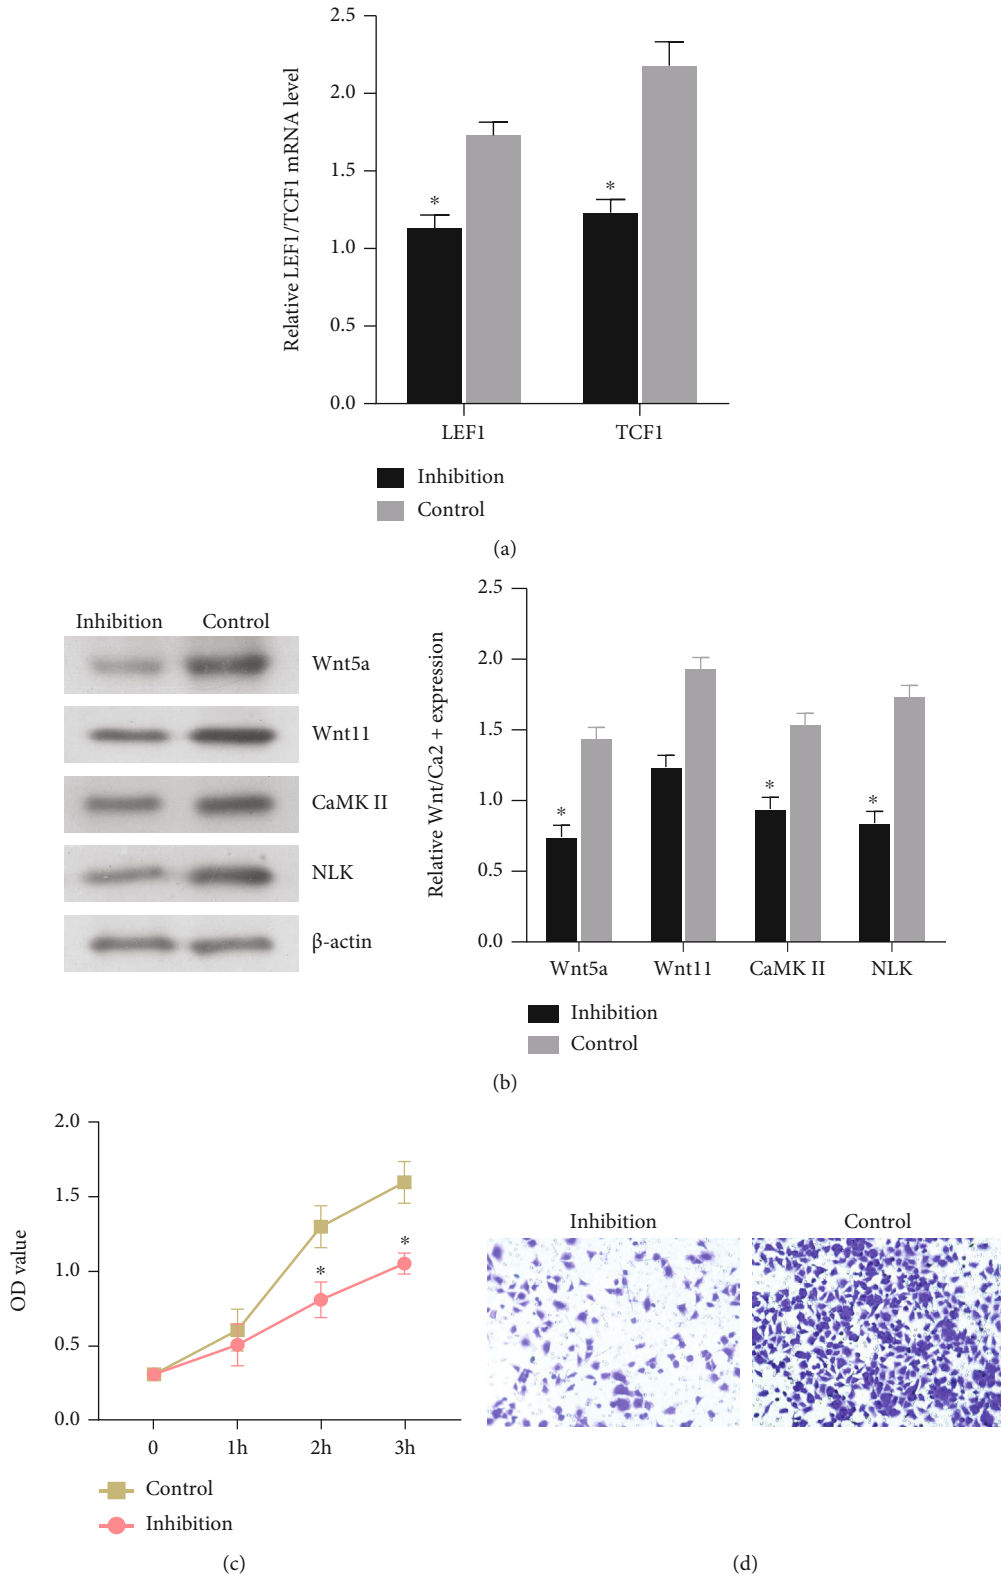 Relative LEF1/TCF1 mRNA level
2.5
2.0
1.5
1.0
0.5
0.0
*
*
LEF1
TCF1
Inhibition
Control
(a)
Inhibition Control
Wnt5a
Wnt11
CaMK II
NLK
β-actin
Relative Wnt/Ca2 + expression
2.5
2.0
1.5
1.0
0.5
0.0
*
*
*
Wnt5a
Wnt11
CaMK II
NLK
Inhibition
Control
(b)
OD value
2.0
1.5
1.0
0.5
0.0
*
*
0
1h
2h
3h
Control
Inhibition
(c)
Inhibition
Control
(d)